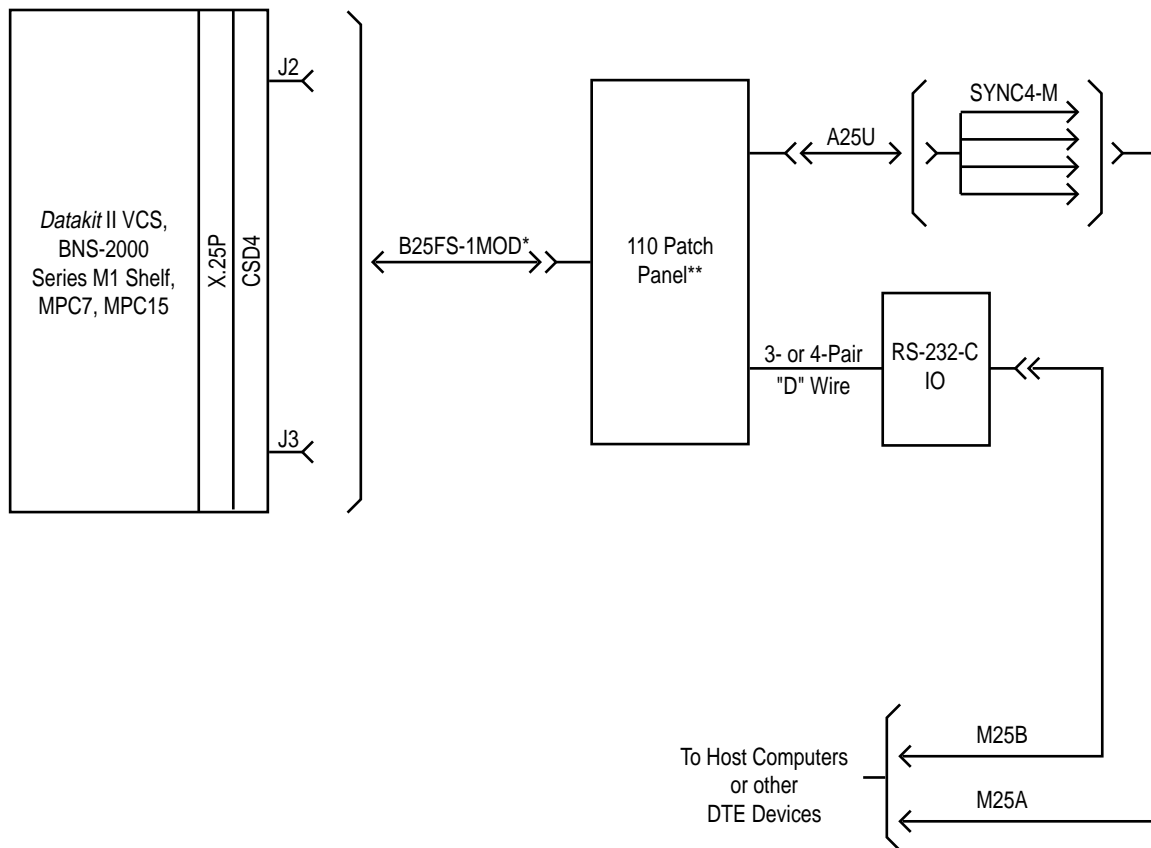 Datakit II VCS,
BNS-2000
Series M1 Shelf,
MPC7, MPC15
X.25P
CSD4
J2
J3
B25FS-1MOD*
110 Patch
Panel**
A25U
SYNC4-M
3- or 4-Pair
"D" Wire
RS-232-C
IO
To Host Computers
or other
DTE Devices
M25B
M25A